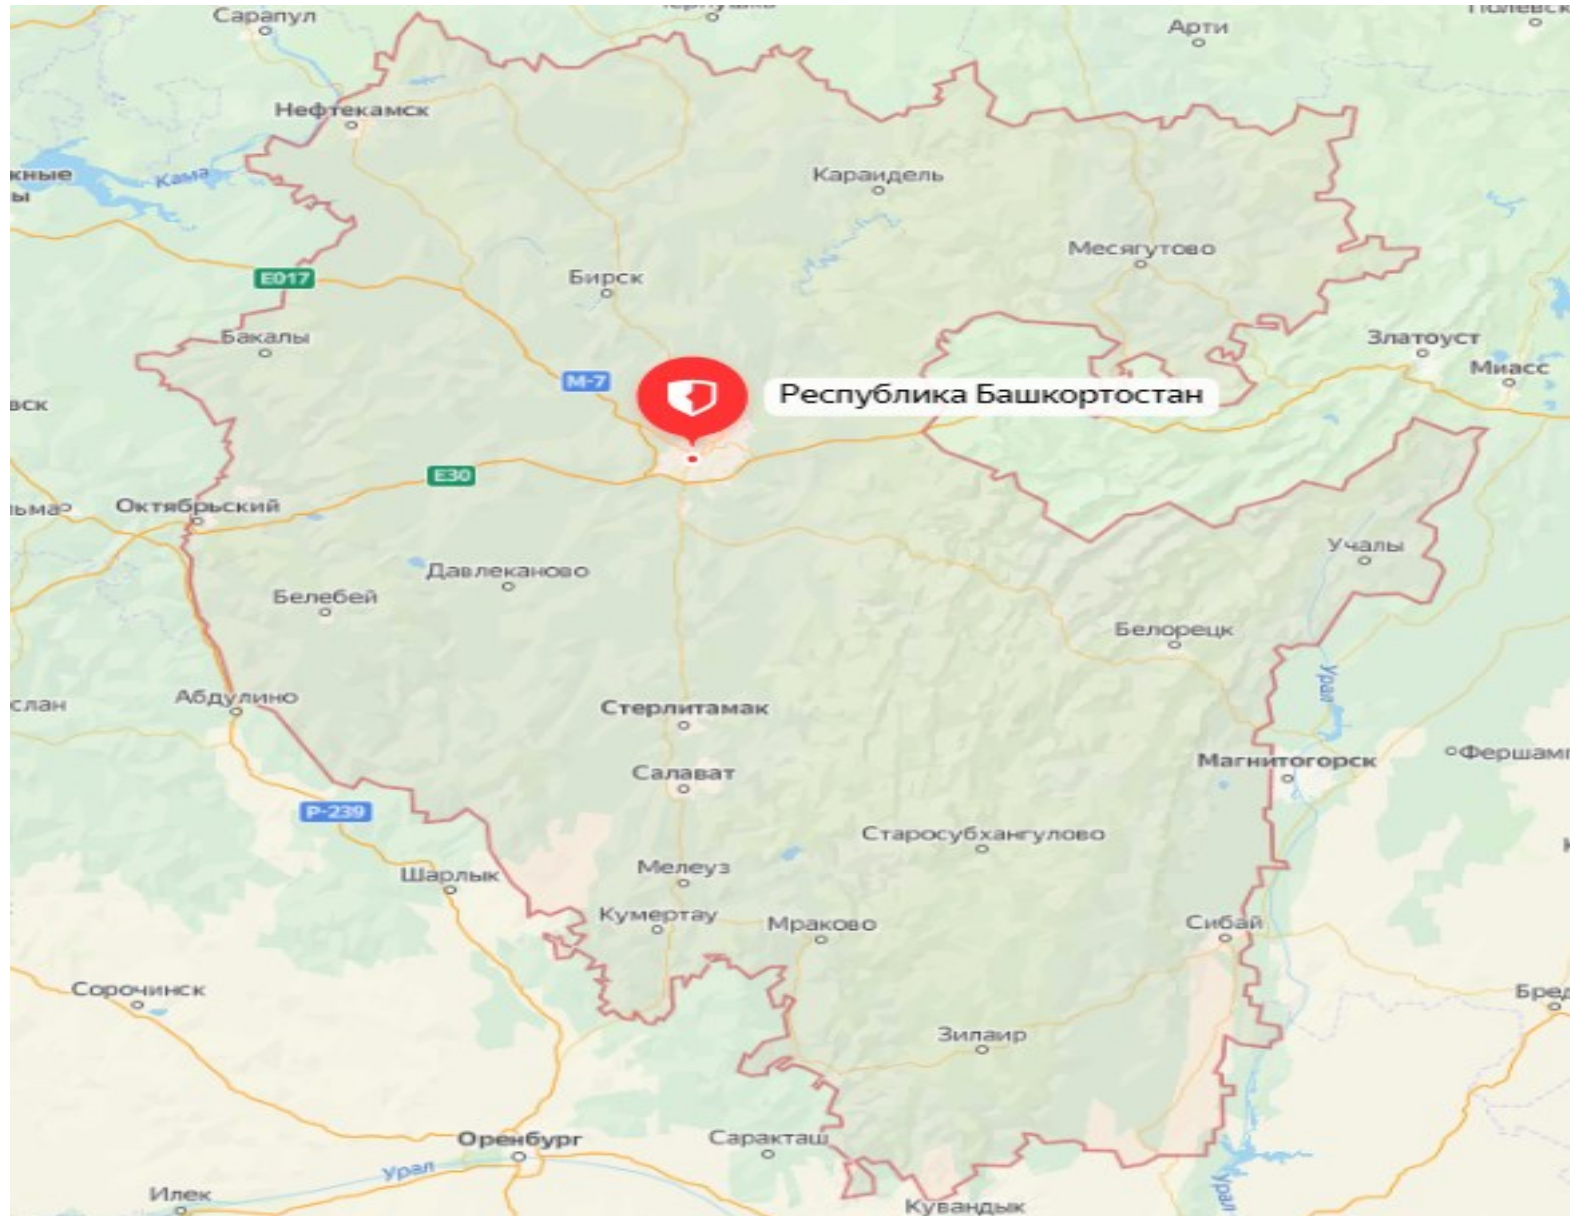 Сарапул
Арти
Нефтекамск
Кама
Караидель
Месягутово
E017
Бирск
Бакалы
Златоуст
Миасс
М-7
Республика Башкортостан
E30
Октябрьский
Учалы
Давлеканово
Белебей
Белорецк
Урал
Абдулино
Стерлитамак
Магнитогорск
Салават
Р-239
Старосубхангулово
Мелеуз
Шарлык
Кумертау
Мраково
Сибай
Сорочинск
Зилаир
Оренбург
Саракташ
Урал
Урал
Илек
Кувандык